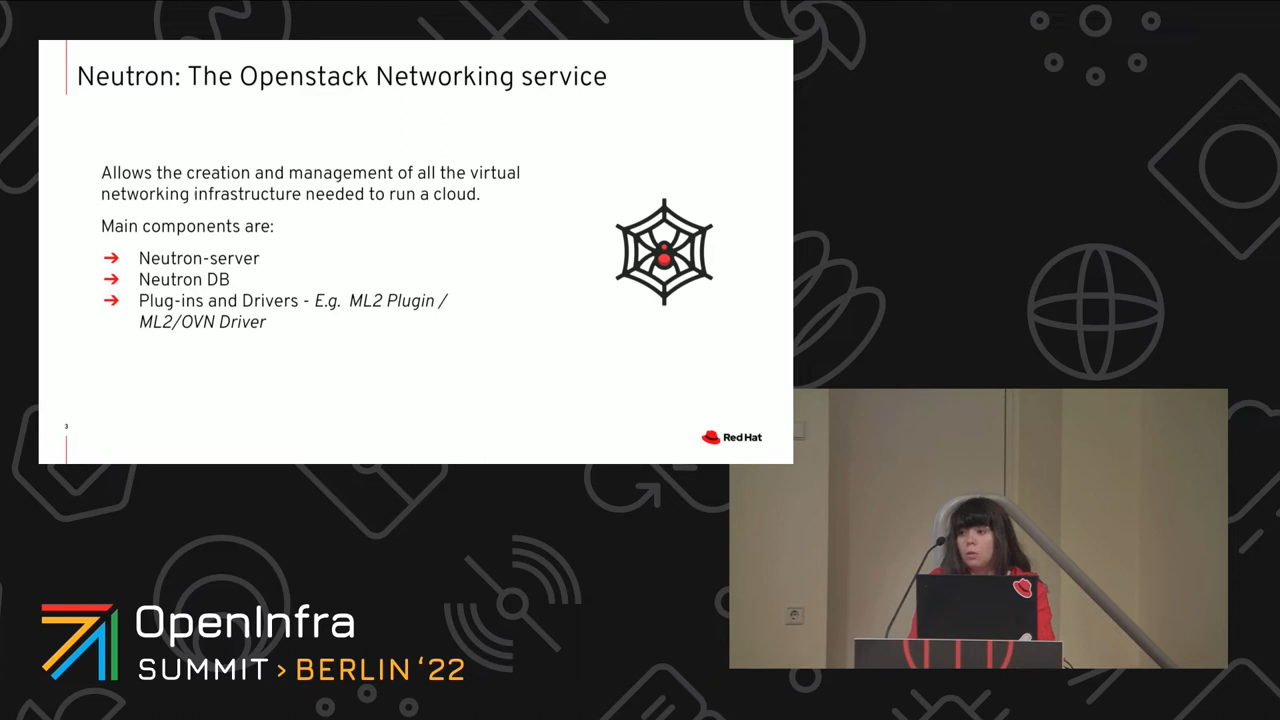 Neutron: The Openstack Networking service
Allows the creation and management of all the virtual
networking infrastructure needed to run a cloud.
Main components are:
➔ Neutron-server
➔ Neutron DB
➔ Plug-ins and Drivers - E.g. ML2 Plugin /
ML2/OVN Driver
3
Red Hat
OpenInfra
SUMMIT > BERLIN ‘22